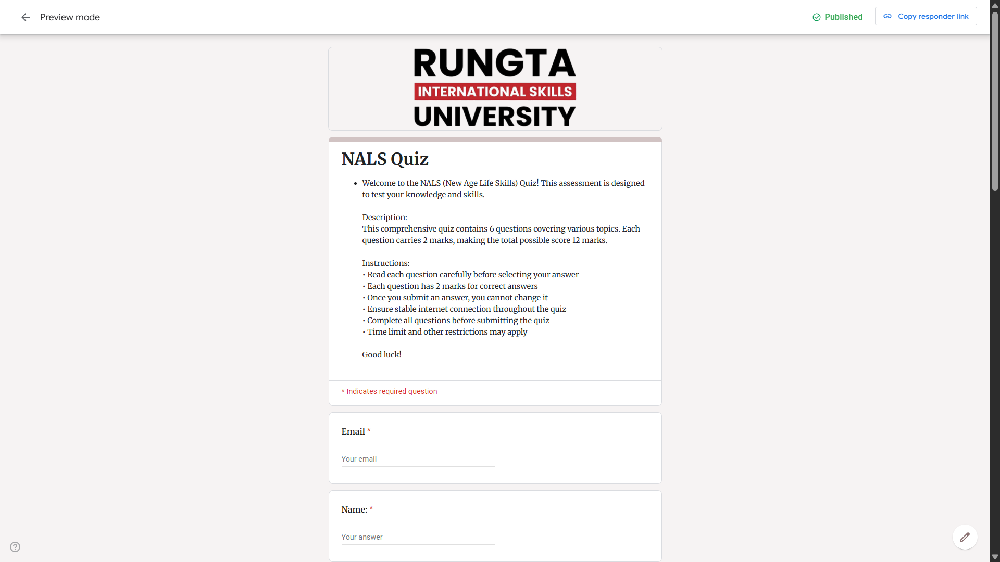 Preview mode
Published
Copy responder link
RUNGTA
INTERNATIONAL SKILLS
UNIVERSITY
NALS Quiz
• Welcome to the NALS (New Age Life Skills) Quiz! This assessment is designed
to test your knowledge and skills.
Description:
This comprehensive quiz contains 6 questions covering various topics. Each
question carries 2 marks, making the total possible score 12 marks.
Instructions:
• Read each question carefully before selecting your answer
• Each question has 2 marks for correct answers
• Once you submit an answer, you cannot change it
• Ensure stable internet connection throughout the quiz
• Complete all questions before submitting the quiz
• Time limit and other restrictions may apply
Good luck!
* Indicates required question
Email *
Your email
Name: *
Your answer